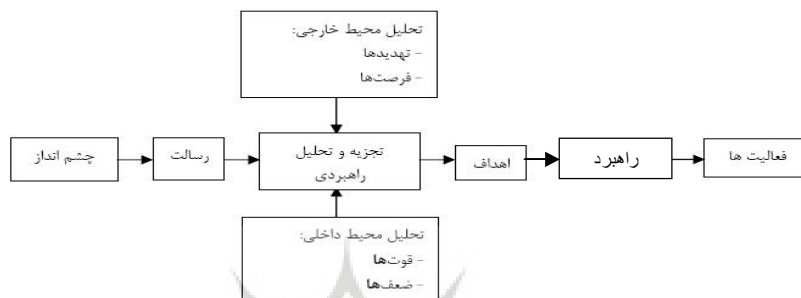 تحلیل محیط خارجی:
- تهدیدها
- فرصت‌ها
چشم انداز
رسالت
تجزیه و تحلیل
راهبردی
اهداف
راهبرد
فعالیت ها
تحلیل محیط داخلی:
- قوت‌ها
- ضعف‌ها